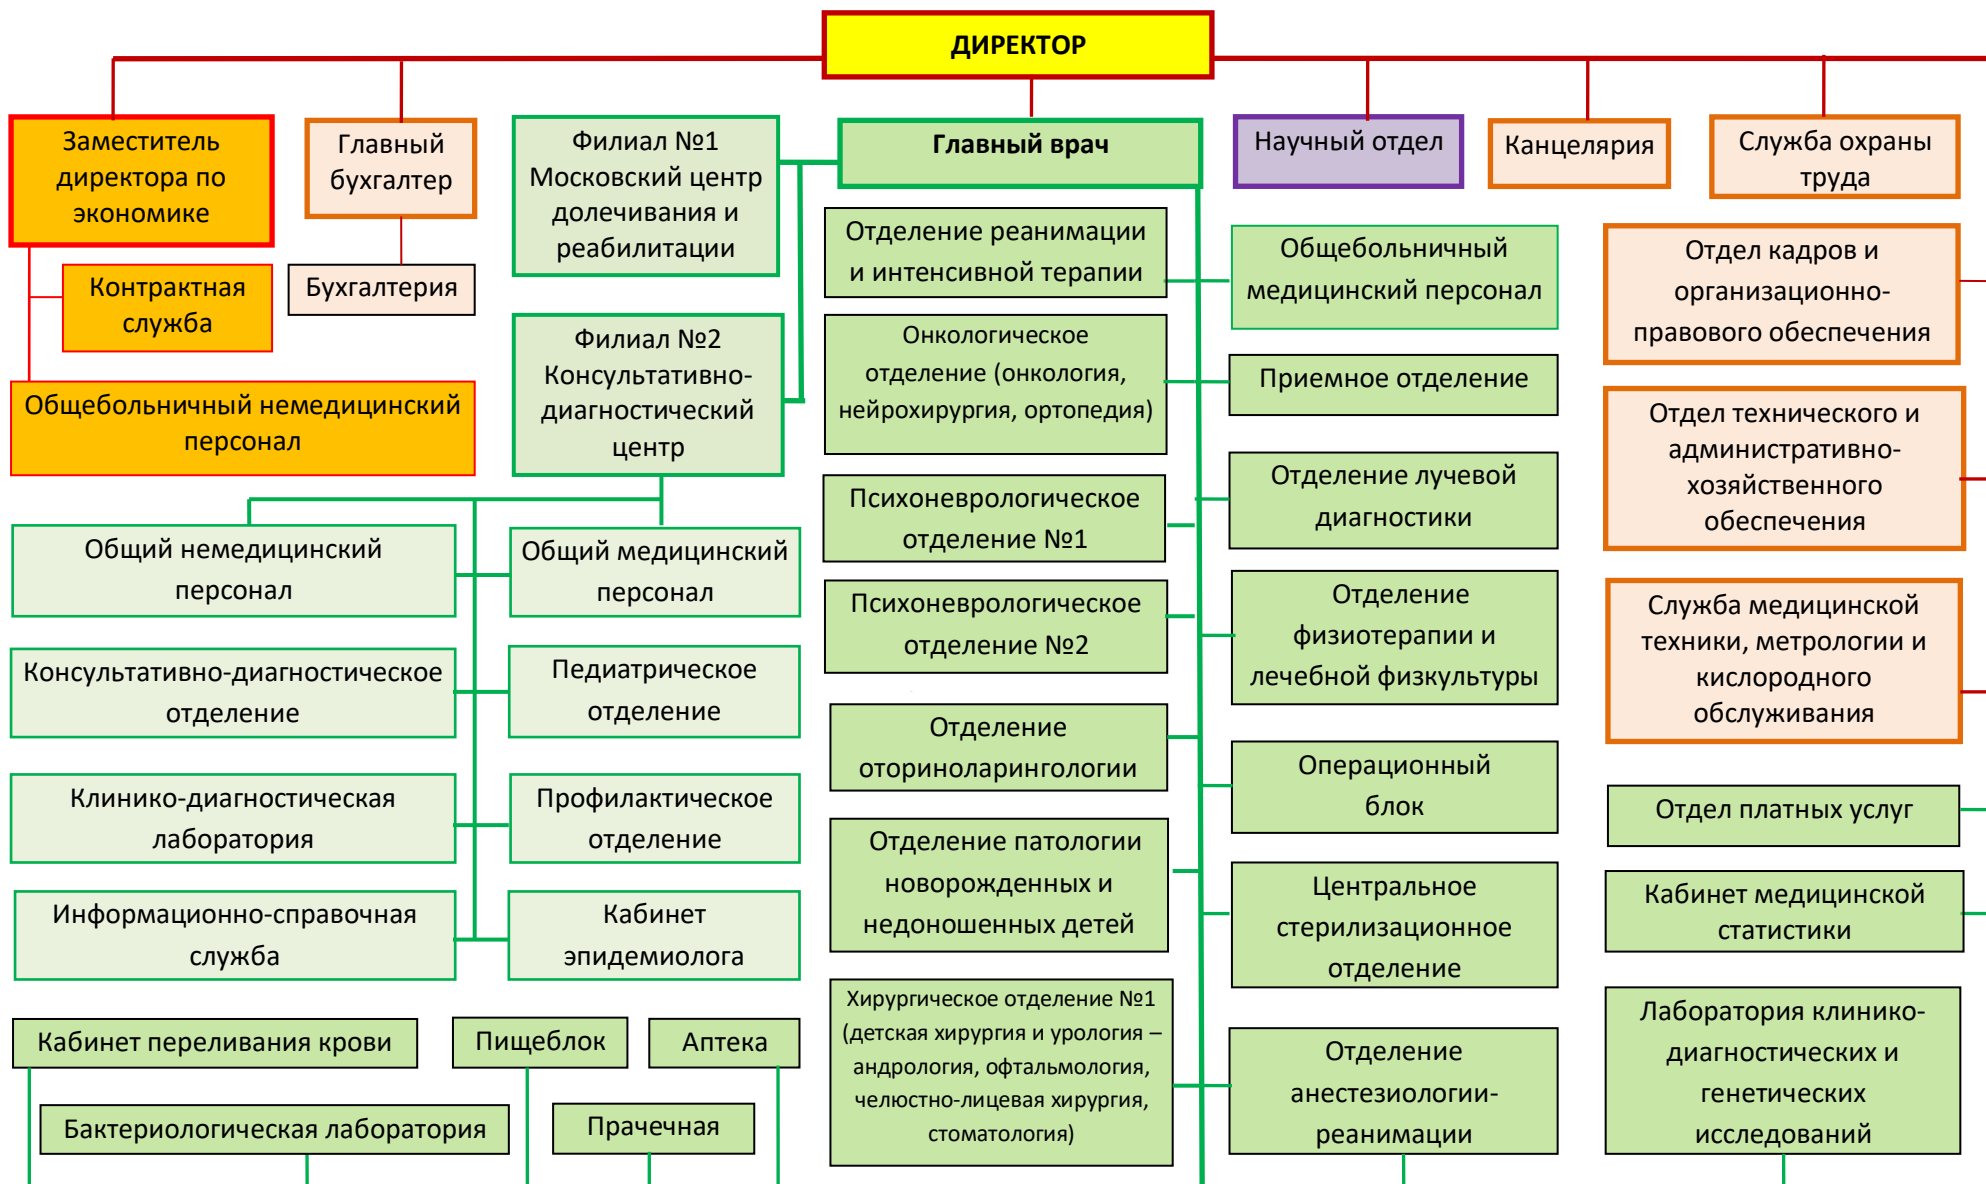 ДИРЕКТОР
Заместитель
директора по
экономике
Главный
бухгалтер
Филиал №1
Московский центр
долечивания и
реабилитации
Главный врач
Научный отдел
Канцелярия
Служба охраны
труда
Контрактная
служба
Бухгалтерия
Общебольничный немедицинский
персонал
Филиал №2
Консультативно-
диагностический
центр
Общий немедицинский
персонал
Общий медицинский
персонал
Консультативно-диагностическое
отделение
Педиатрическое
отделение
Клинико-диагностическая
лаборатория
Профилактическое
отделение
Информационно-справочная
служба
Кабинет
эпидемиолога
Кабинет переливания крови
Пищеблок
Аптека
Бактериологическая лаборатория
Прачечная
Отделение реанимации
и интенсивной терапии
Онкологическое
отделение (онкология,
нейрохирургия, ортопедия)
Психоневрологическое
отделение №1
Психоневрологическое
отделение №2
Отделение
оториноларингологии
Отделение патологии
новорожденных и
недоношенных детей
Хирургическое отделение №1
(детская хирургия и урология –
андрология, офтальмология,
челюстно-лицевая хирургия,
стоматология)
Общебольничный
медицинский персонал
Приемное отделение
Отделение лучевой
диагностики
Отделение
физиотерапии и
лечебной физкультуры
Операционный
блок
Центральное
стерилизационное
отделение
Отделение
анестезиологии-
реанимации
Отдел кадров и
организационно-
правового обеспечения
Отдел технического и
административно-
хозяйственного
обеспечения
Служба медицинской
техники, метрологии и
кислородного
обслуживания
Отдел платных услуг
Кабинет медицинской
статистики
Лаборатория клинико-
диагностических и
генетических
исследований